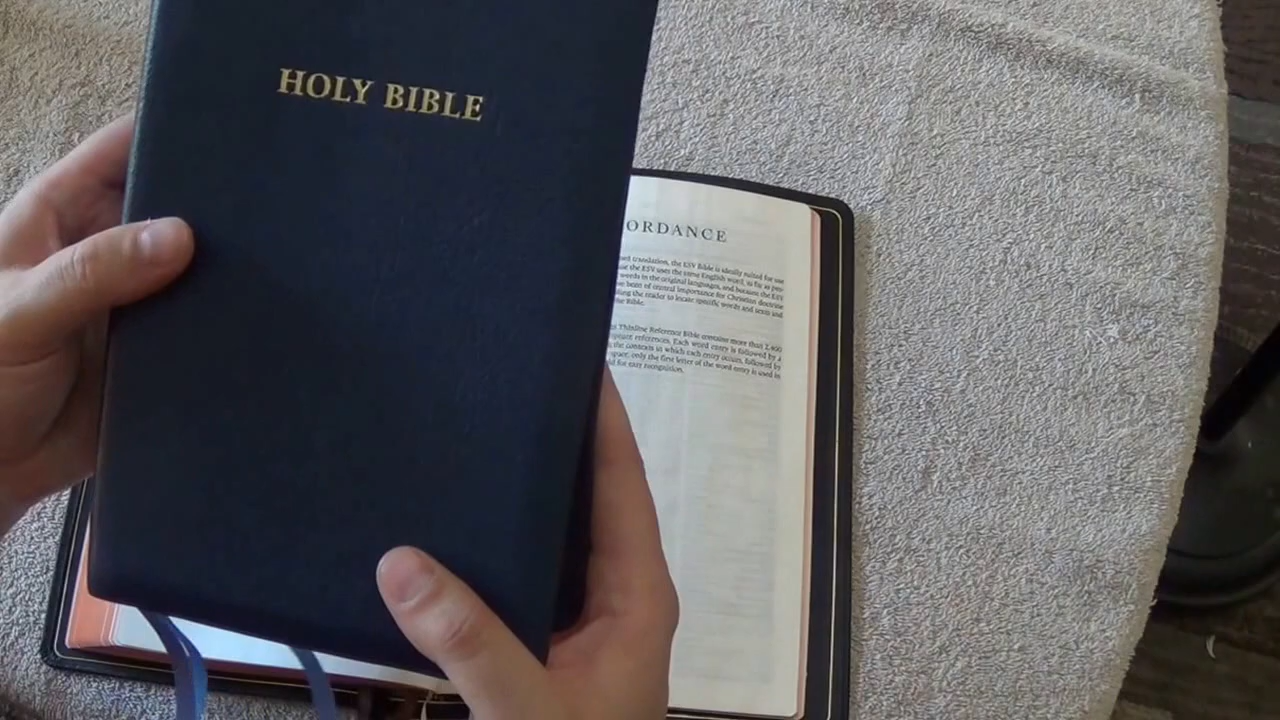 HOLY BIBLE
ORDANCE
translation, the ESV Bible is ideally suited for use
use the ESV uses the same English word, so far as pos-
words in the original languages, and because the ESV
been of central importance for Christian doctrine
the reader to locate specific words and texts and
the Bible.
Thinline Reference Bible contains more than 2,400
references. Each word entry is followed by a
the contexts in which each entry occurs, followed by
space, only the first letter of the word entry is used in
for easy recognition.